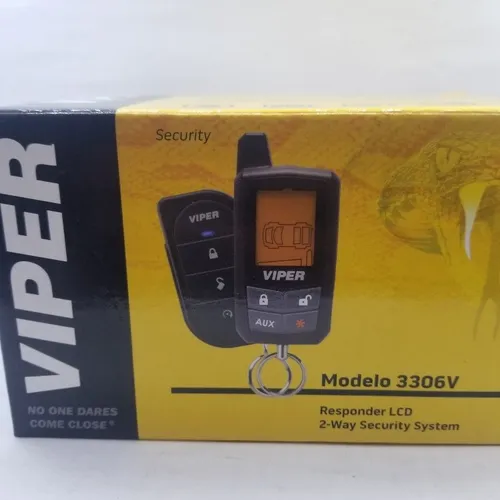 VIPER
NO ONE DARES
COME CLOSE®
Security
VIPER
VIPER
AUX
Modelo 3306V
Responder LCD
2-Way Security System